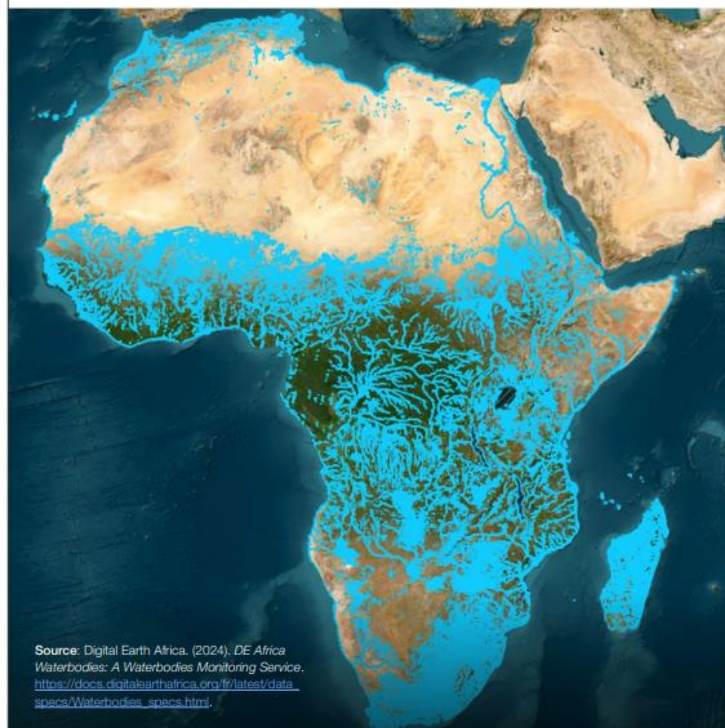 Source: Digital Earth Africa. (2024). DE Africa
Waterbodies: A Waterbodies Monitoring Service.
https://docs.digitalearthafrica.org/fr/latest/data_
specs/Waterbodies_specs.html.